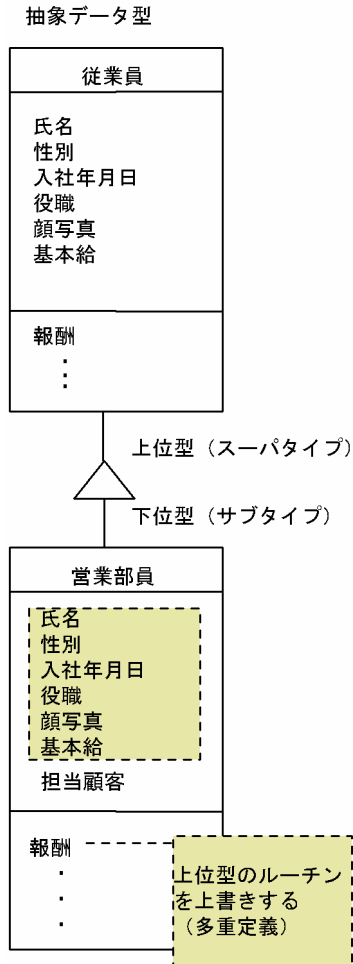 抽象データ型
従業員
氏名
性別
入社年月日
役職
顔写真
基本給
報酬
上位型（スーパタイプ）
下位型（サブタイプ）
営業部員
氏名
性別
入社年月日
役職
顔写真
基本給
担当顧客
報酬
上位型のルーチン
を上書きする
（多重定義）